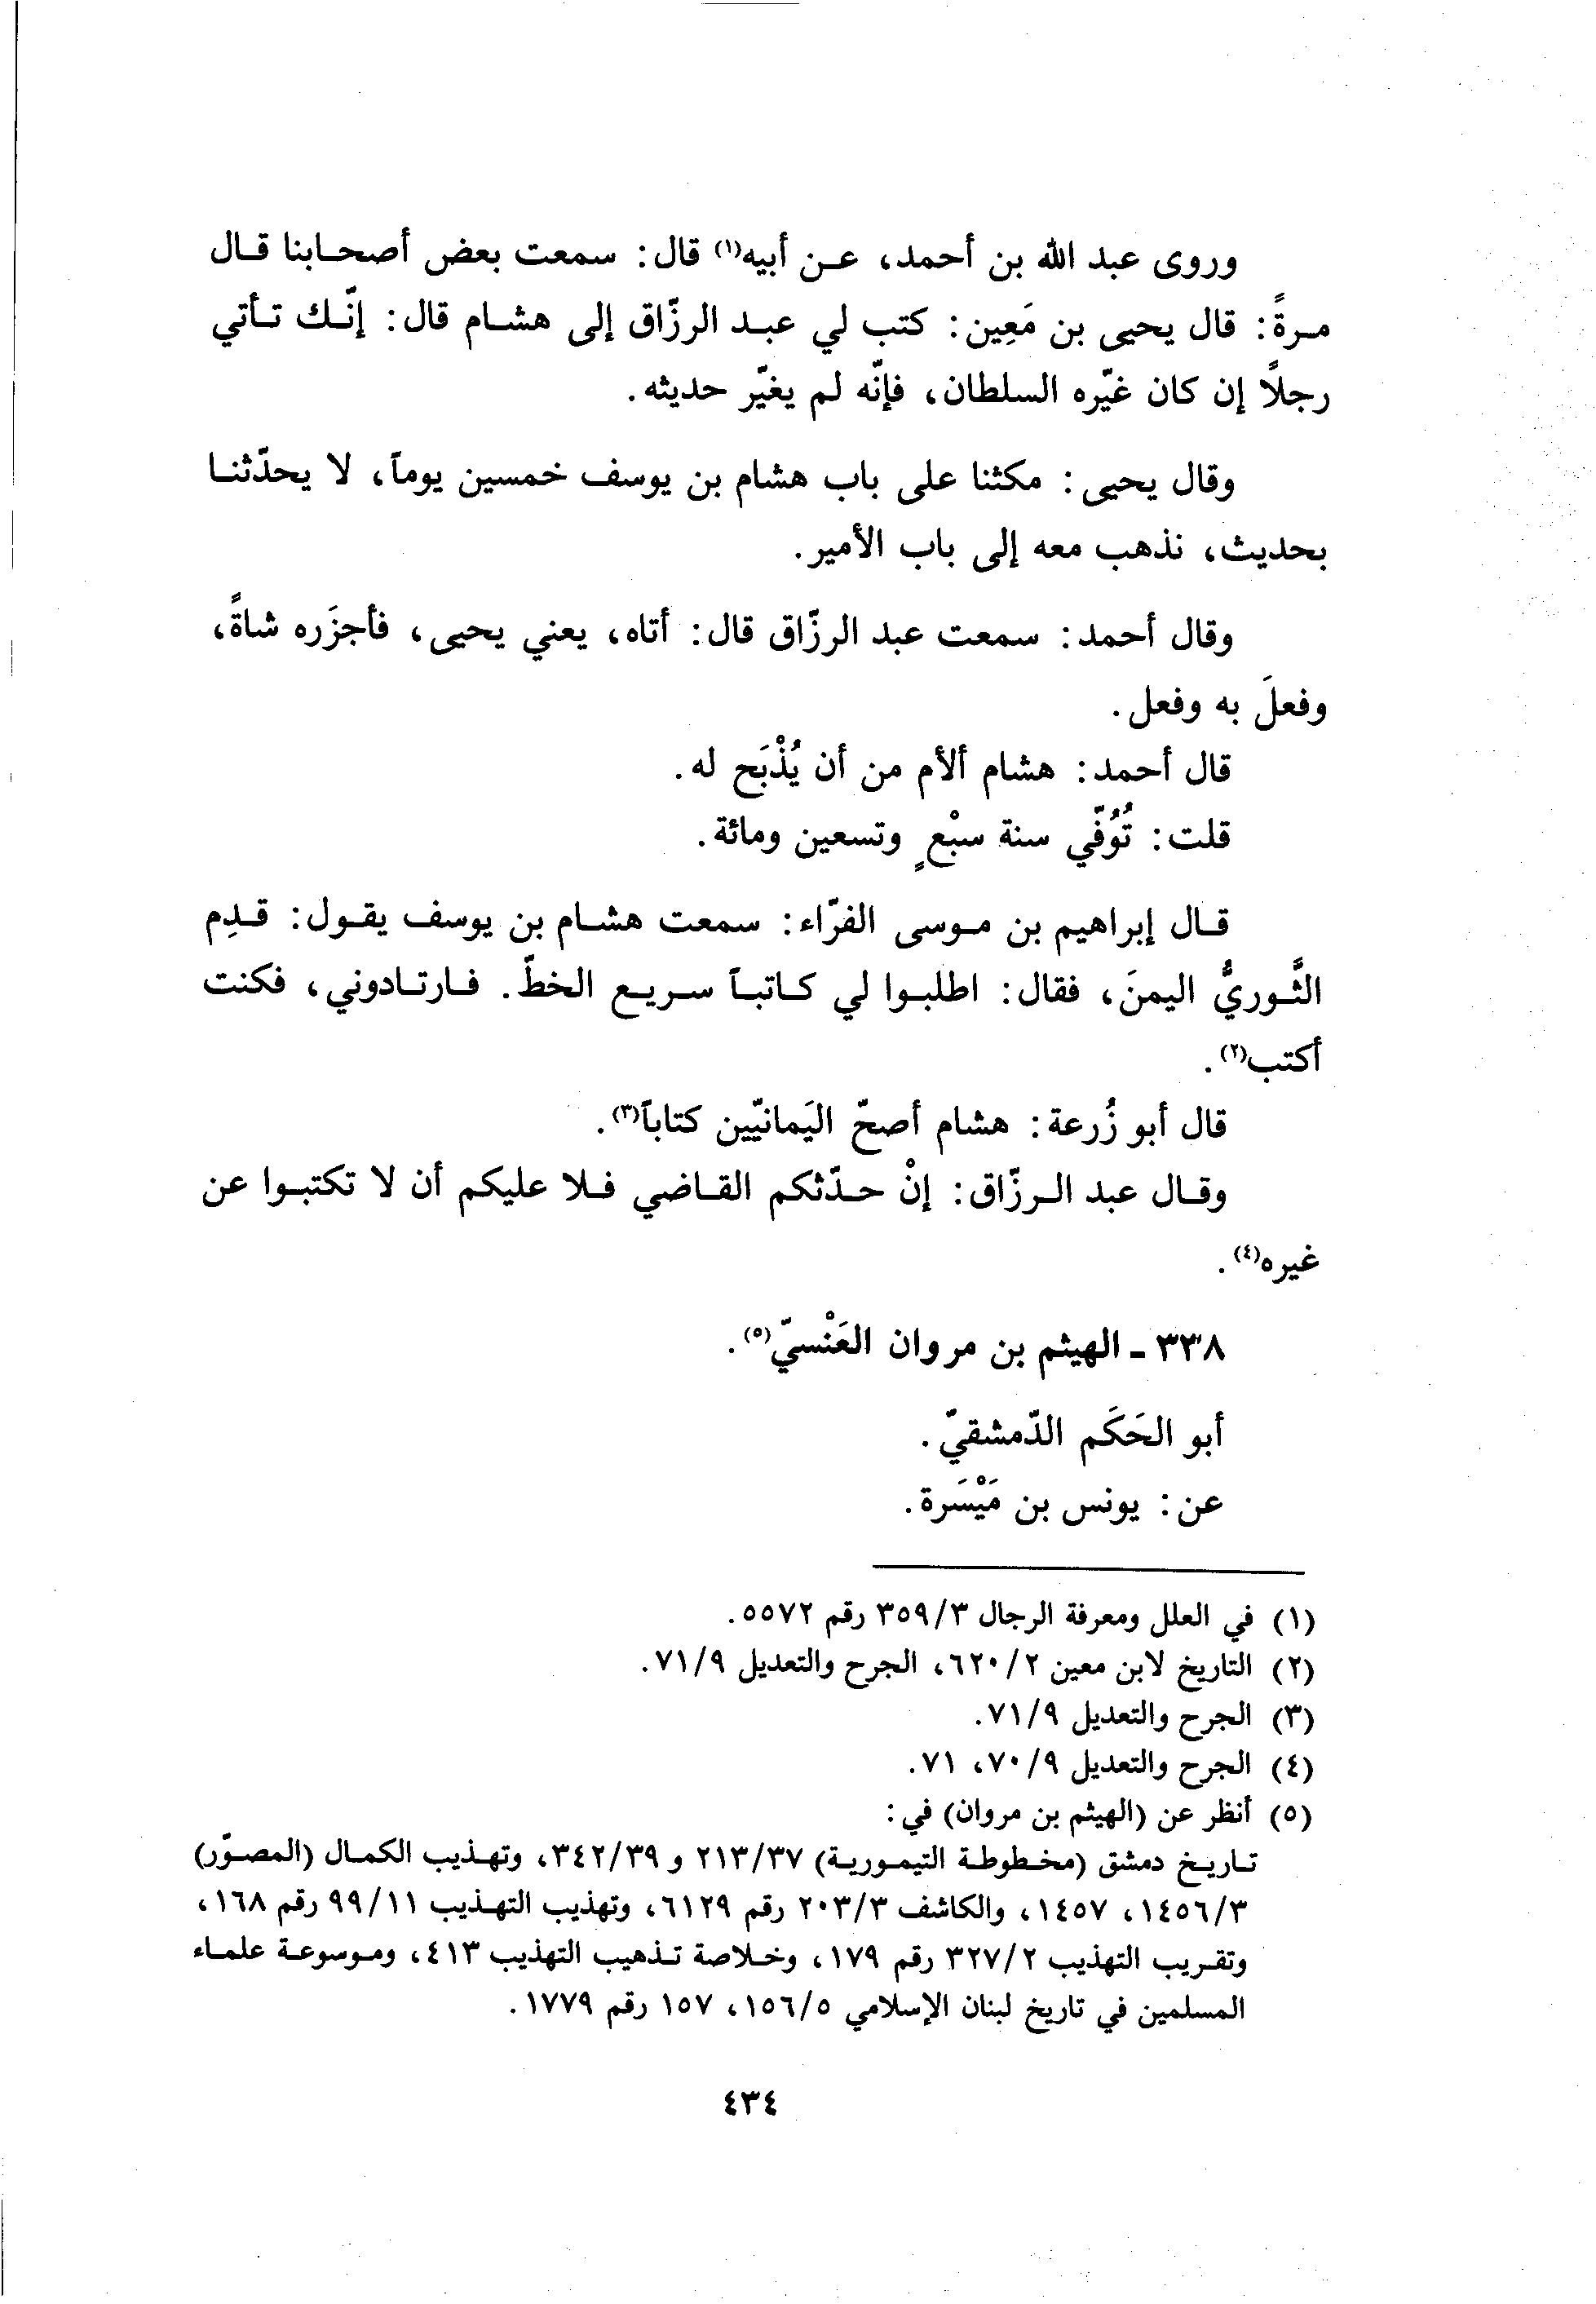 وروى عبد الله بن أحمد، عن أبيه(١) قال: سمعت بعض أصحابنا قال
مرةً: قال يحيى بن مَعِين: كتب لي عبد الرزّاق إلى هشام قال: إنّك تأتي
رجلًا إن كان غيّره السلطان، فإنّه لم يغيّر حديثه.
وقال يحيى: مكثنا على باب هشام بن يوسف خمسين يوماً، لا يحدّثنا
بحديث، نذهب معه إلى باب الأمير.
وقال أحمد: سمعت عبد الرزّاق قال: أتاه، يعني يحيى، فأجزَره شاةً،
وفعلَ به وفعل.
قال أحمد: هشام ألأم من أن يُذْبَح له.
قلت: تُوُفّي سنة سبْعٍ وتسعين ومائة.
قال إبراهيم بن موسى الفرّاء: سمعت هشام بن يوسف يقول: قدِم
الثَّوريُّ اليمنَ، فقال: اطلبوا لي كاتباً سريع الخطّ. فارتادوني، فكنت
أكتب(٢).
قال أبو زُرعة: هشام أصحّ اليَمانيّين كتاباً(٣).
وقال عبد الرزّاق: إنْ حدّثكم القاضي فلا عليكم أن لا تكتبوا عن
غيره(٤).
٣٣٨ - الهيثم بن مروان العَنْسيّ(٥).
أبو الحَكَم الدّمشقيّ.
عن: يونس بن مَيْسَرة.
(١) في العلل ومعرفة الرجال ٣/٣٥٩ رقم ٥٥٧٢.
(٢) التاريخ لابن معين ٢/٦٢٠، الجرح والتعديل ٩/٧١.
(٣) الجرح والتعديل ٩/٧١.
(٤) الجرح والتعديل ٩/٧٠، ٧١.
(٥) أنظر عن (الهيثم بن مروان) في:
تاريخ دمشق (مخطوطة التيمورية) ٣٧/٢١٣ و ٣٩/٣٤٢، وتهذيب الكمال (المصوّر)
٣/١٤٥٦، ١٤٥٧، والكاشف ٣/٢٠٣ رقم ٦١٢٩، وتهذيب التهذيب ١١/٩٩ رقم ١٦٨،
وتقريب التهذيب ٢/٣٢٧ رقم ١٧٩، وخلاصة تذهيب التهذيب ٤١٣، وموسوعة علماء
المسلمين في تاريخ لبنان الإسلامي ٥/١٥٦، ١٥٧ رقم ١٧٧٩.
٤٣٤